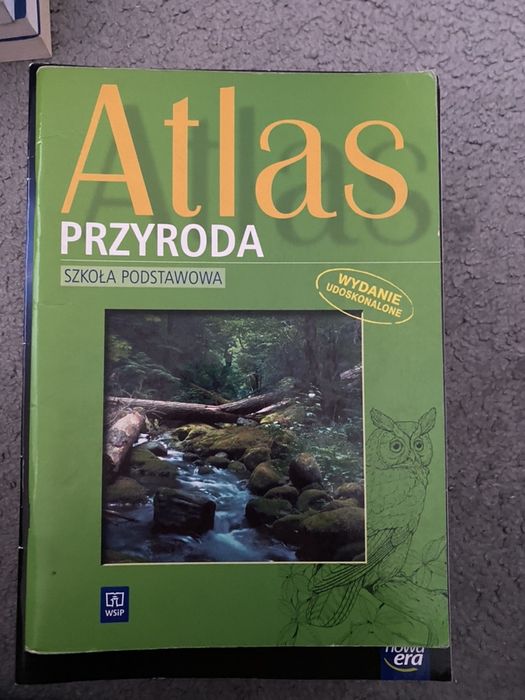 Atlas
PRZYRODA
SZKOŁA PODSTAWOWA
WYDANIE
UDOSKONALONE
WSiP
nowa
era